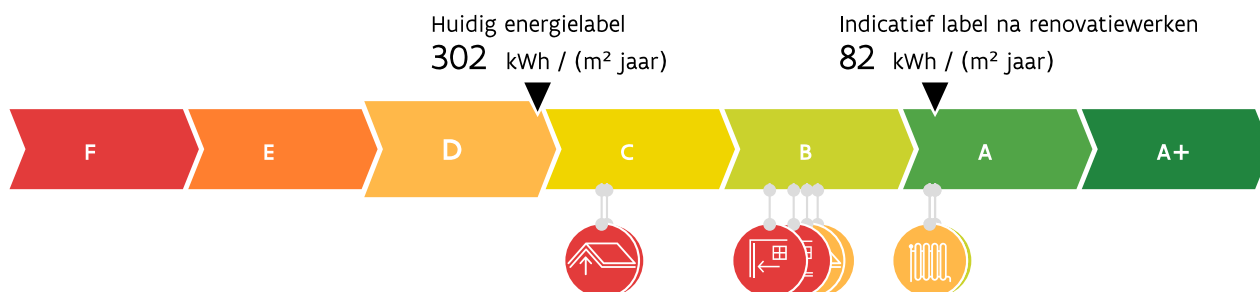 Huidig energielabel
302 kWh / (m² jaar)
Indicatief label na renovatiewerken
82 kWh / (m² jaar)
F E D C B A A+